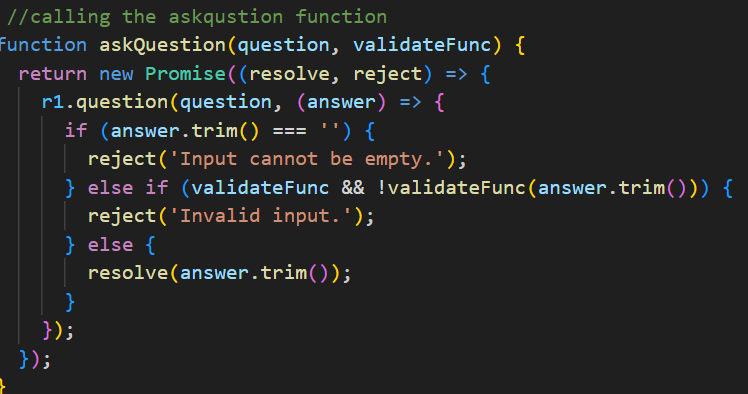 //calling the askqustion function
function askQuestion(question, validateFunc) {
return new Promise((resolve, reject) => {
r1.question(question, (answer) => {
if (answer.trim() === '') {
reject('Input cannot be empty.');
} else if (validateFunc && !validateFunc(answer.trim())) {
reject('Invalid input.');
} else {
resolve(answer.trim());
}
});
});
}